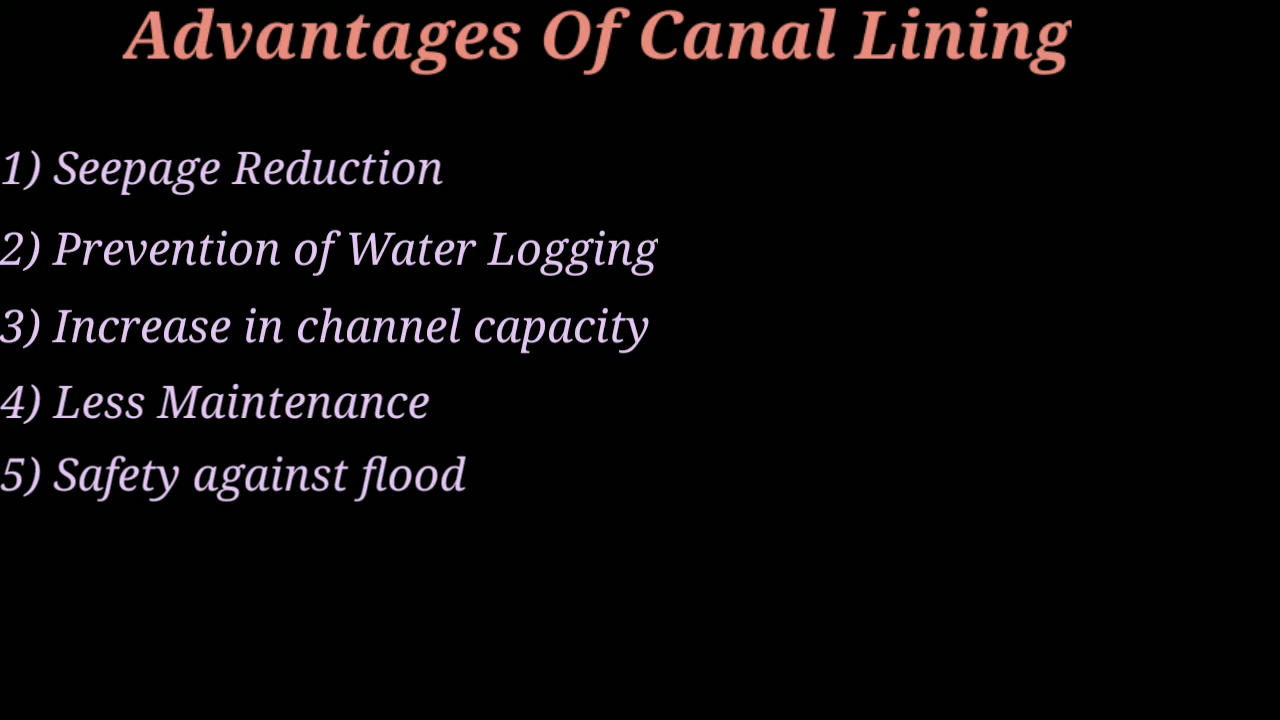 Advantages Of Canal Lining
1) Seepage Reduction
2) Prevention of Water Logging
3) Increase in channel capacity
4) Less Maintenance
5) Safety against flood